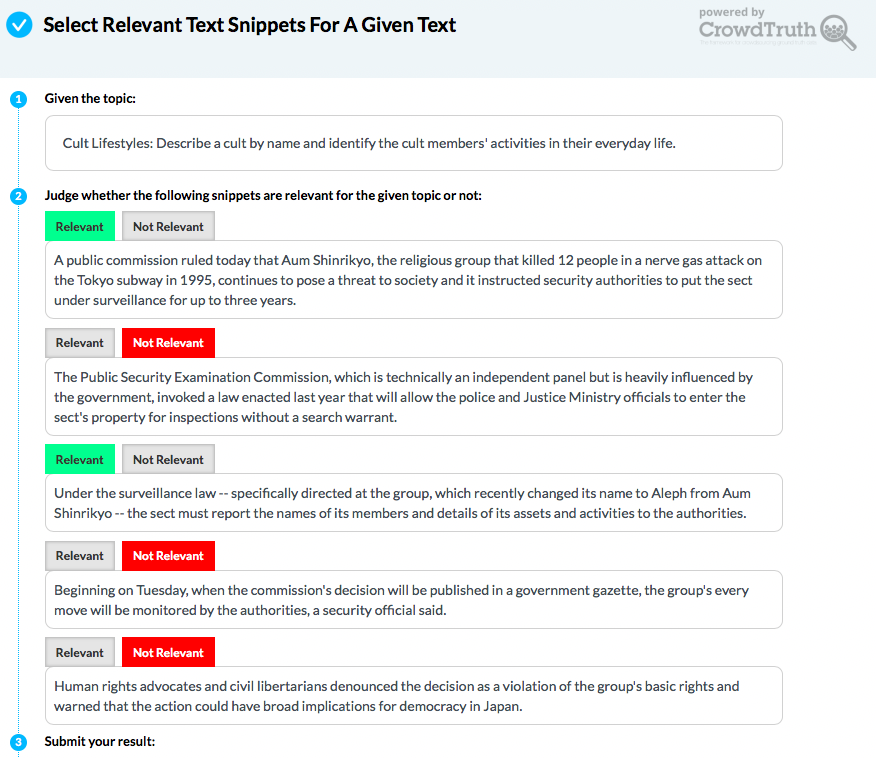 Select Relevant Text Snippets For A Given Text
powered by
CrowdTruth
1
Given the topic:
Cult Lifestyles: Describe a cult by name and identify the cult members' activities in their everyday life.
2
Judge whether the following snippets are relevant for the given topic or not:
Relevant Not Relevant
A public commission ruled today that Aum Shinrikyo, the religious group that killed 12 people in a nerve gas attack on
the Tokyo subway in 1995, continues to pose a threat to society and it instructed security authorities to put the sect
under surveillance for up to three years.
Relevant Not Relevant
The Public Security Examination Commission, which is technically an independent panel but is heavily influenced by
the government, invoked a law enacted last year that will allow the police and Justice Ministry officials to enter the
sect's property for inspections without a search warrant.
Relevant Not Relevant
Under the surveillance law -- specifically directed at the group, which recently changed its name to Aleph from Aum
Shinrikyo -- the sect must report the names of its members and details of its assets and activities to the authorities.
Relevant Not Relevant
Beginning on Tuesday, when the commission's decision will be published in a government gazette, the group's every
move will be monitored by the authorities, a security official said.
Relevant Not Relevant
Human rights advocates and civil libertarians denounced the decision as a violation of the group's basic rights and
warned that the action could have broad implications for democracy in Japan.
3
Submit your result: